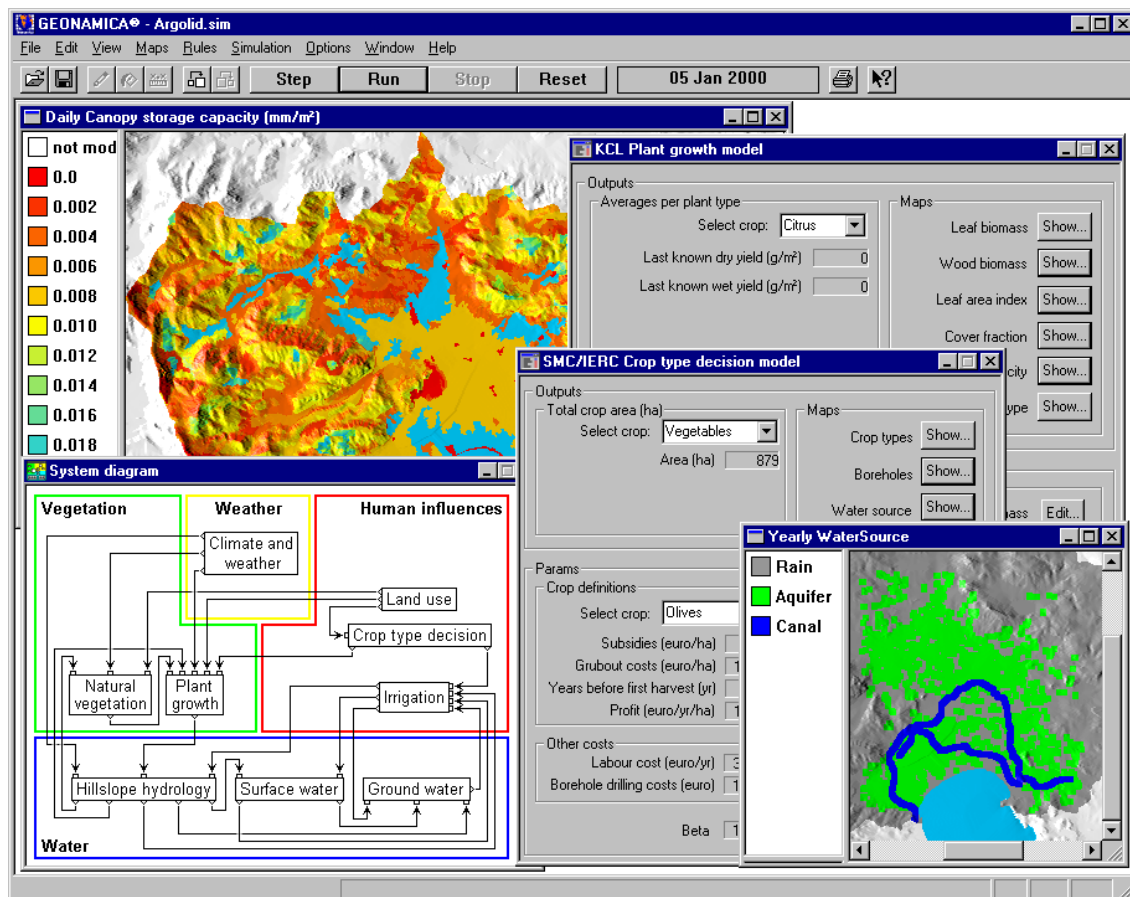 GEONAMICA® - Argolid.sim
File Edit View Maps Rules Simulation Options Window Help
Step Run Stop Reset 05 Jan 2000
Daily Canopy storage capacity (mm/m²)
not mod
0.0
0.002
0.004
0.006
0.008
0.010
0.012
0.014
0.016
0.018
KCL Plant growth model
Outputs
Averages per plant type
Select crop: Citrus
Last known dry yield (g/m²) 0
Last known wet yield (g/m²) 0
Maps
Leaf biomass Show...
Wood biomass Show...
Leaf area index Show...
Cover fraction Show...
city Show...
ype Show...
ass Edit...
SMC/IERC Crop type decision model
Outputs
Total crop area (ha)
Select crop: Vegetables
Area (ha) 879
Maps
Crop types Show...
Boreholes Show...
Water source Show...
Params
Crop definitions
Select crop: Olives
Subsidies (euro/ha)
Grubout costs (euro/ha) 1
Years before first harvest (yr)
Profit (euro/yr/ha) 1
Other costs
Labour cost (euro/yr) 3
Borehole drilling costs (euro) 1
Beta 1
System diagram
Vegetation
Weather
Human influences
Climate and
weather
Land use
Crop type decision
Natural
vegetation
Plant
growth
Irrigation
Hillslope hydrology
Surface water
Ground water
Water
Yearly WaterSource
Rain
Aquifer
Canal